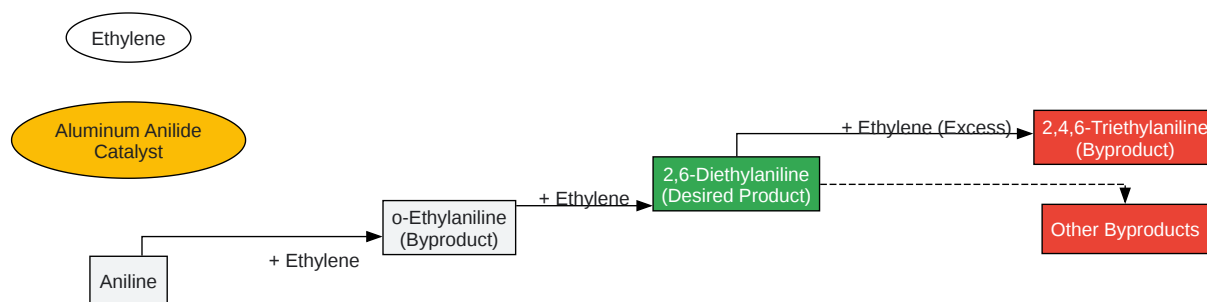 Ethylene
Aluminum Anilide
Catalyst
+ Ethylene (Excess)
2,4,6-Triethylaniline
(Byproduct)
2,6-Diethylaniline
(Desired Product)
+ Ethylene
o-Ethylaniline
(Byproduct)
Other Byproducts
+ Ethylene
Aniline